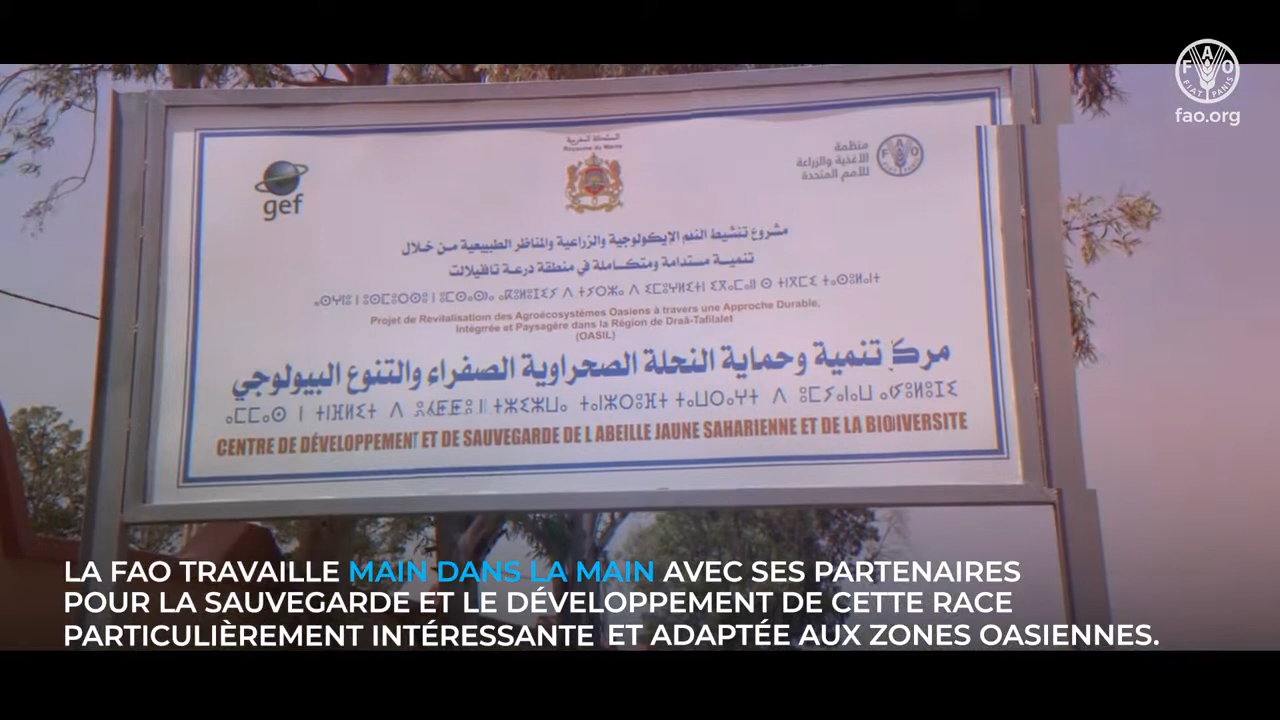 FAO
FIAT PANIS
fao.org
gef
المملكة المغربية
Royaume du Maroc
منظمة
الأغذية والزراعة
للأمم المتحدة
مشروع تنشيط النظم الإيكولوجية والزراعية والمناظر الطبيعية من خلال
تنمية مستدامة ومتكاملة في منطقة درعة تافيلالت
Projet de Revitalisation des Agroécosystèmes Oasiens à travers une Approche Durable,
Intégrée et Paysagère dans la Région de Draâ-Tafilalet
(OASIL)
مركز تنمية وحماية النحلة الصحراوية الصفراء والتنوع البيولوجي
CENTRE DE DÉVELOPPEMENT ET DE SAUVEGARDE DE L ABEILLE JAUNE SAHARIENNE ET DE LA BIODIVERSITE
LA FAO TRAVAILLE MAIN DANS LA MAIN AVEC SES PARTENAIRES
POUR LA SAUVEGARDE ET LE DÉVELOPPEMENT DE CETTE RACE
PARTICULIÈREMENT INTÉRESSANTE ET ADAPTÉE AUX ZONES OASIENNES.